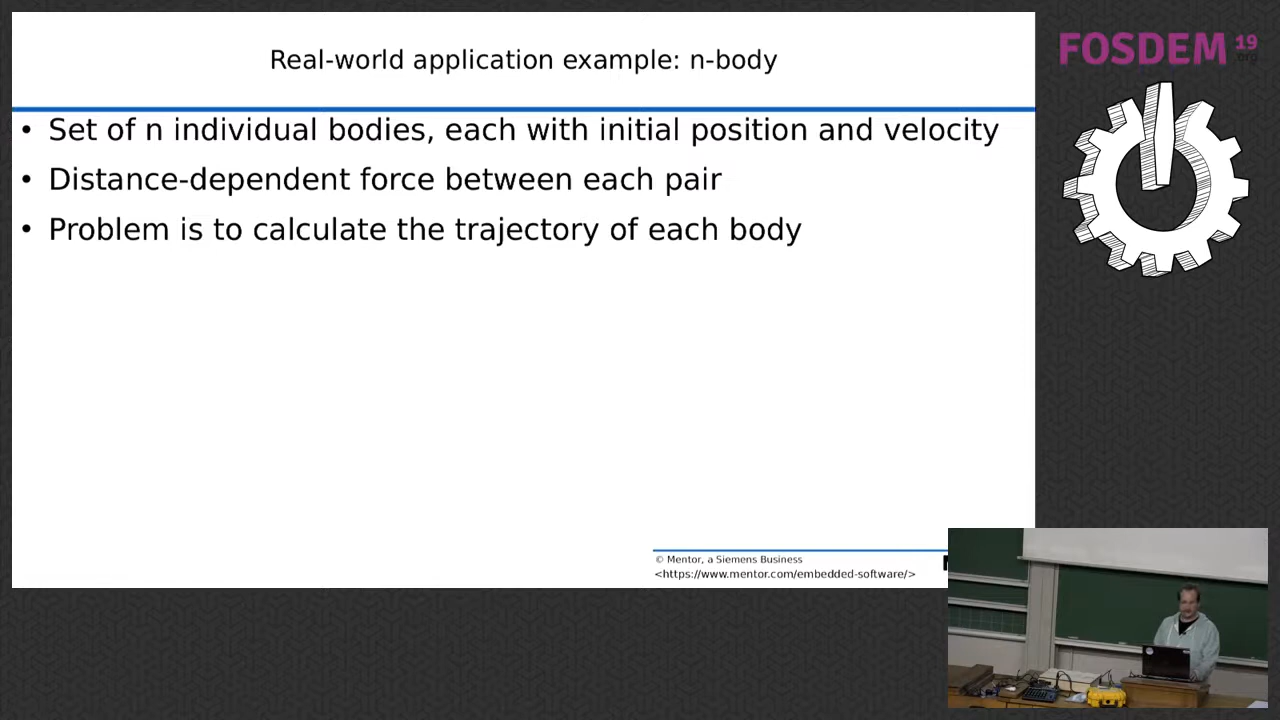 Real-world application example: n-body
FOSDEM 19
.org
• Set of n individual bodies, each with initial position and velocity
• Distance-dependent force between each pair
• Problem is to calculate the trajectory of each body
© Mentor, a Siemens Business
<https://www.mentor.com/embedded-software/>